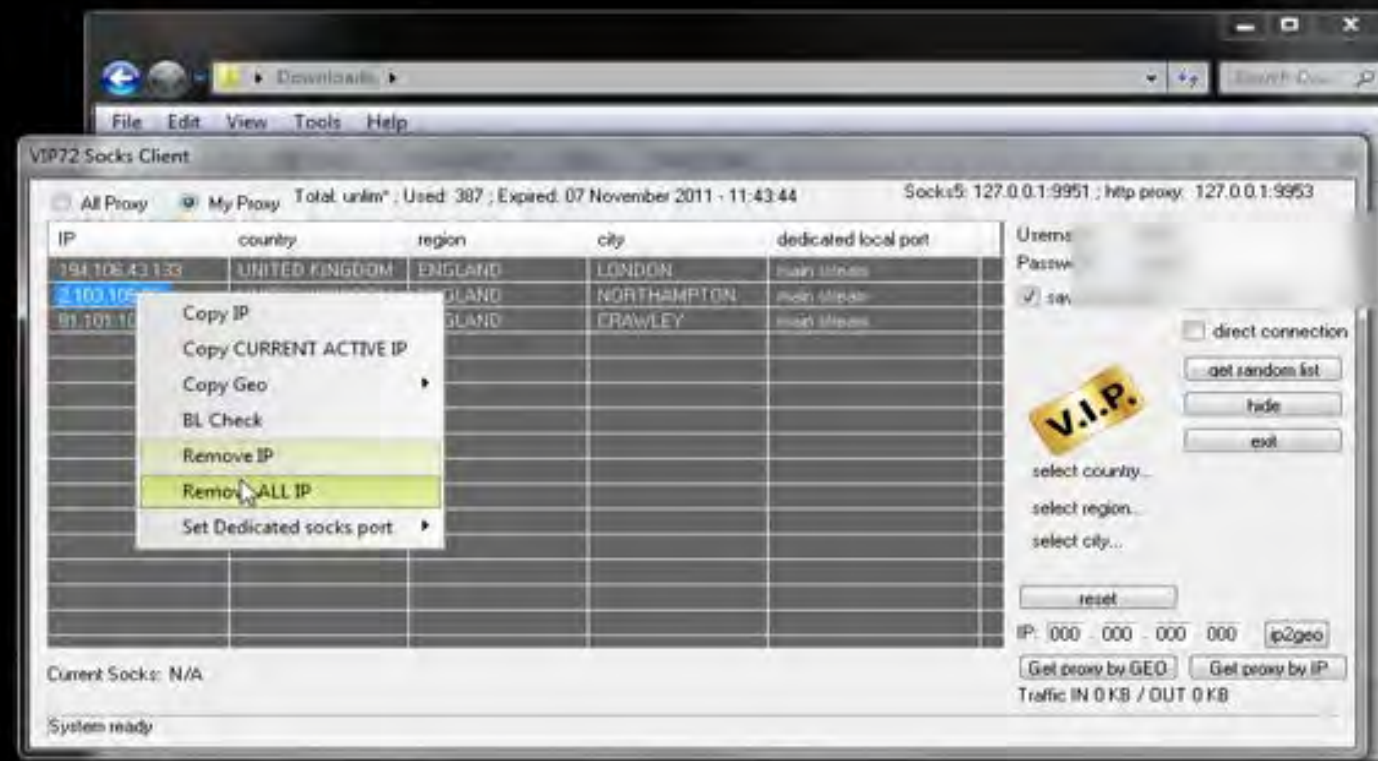 Downloads
File Edit View Tools Help
VIP72 Socks Client
All Proxy My Proxy Total: unlim* ; Used: 387 ; Expired: 07 November 2011 - 11:43:44 Socks5: 127.0.0.1:9951 ; http proxy: 127.0.0.1:9953
IP country region city dedicated local port
194.106.43.133 UNITED KINGDOM ENGLAND LONDON main stream
NORTHAMPTON main stream
CRAWLEY main stream
Copy IP
Copy CURRENT ACTIVE IP
Copy Geo
BL Check
Remove IP
ALL IP
Set Dedicated socks port
direct connection
get random list
hide
exit
V.I.P.
select country...
select region...
select city...
reset
IP: 000 . 000 . 000 . 000 ip2geo
Get proxy by GEO Get proxy by IP
Traffic IN 0 KB / OUT 0 KB
Current Socks: N/A
System ready